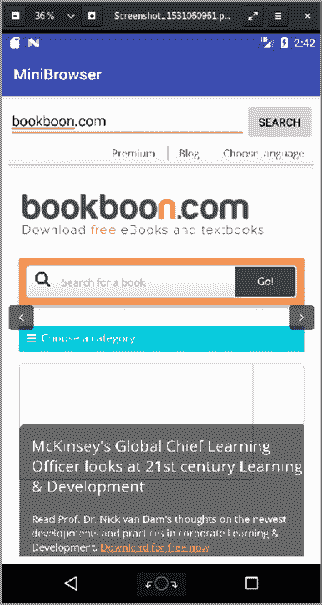 36 % Screenshot_1531060961.p...
2:42
MiniBrowser
bookboon.com SEARCH
Premium Blog Choose language
bookboon.com
Download free eBooks and textbooks
Search for a book Go!
Choose a category
McKinsey's Global Chief Learning
Officer looks at 21st century Learning
& Development
Read Prof. Dr. Nick van Dam's thoughts on the newest
developments and practices in corporate Learning &
Development. Download for free now